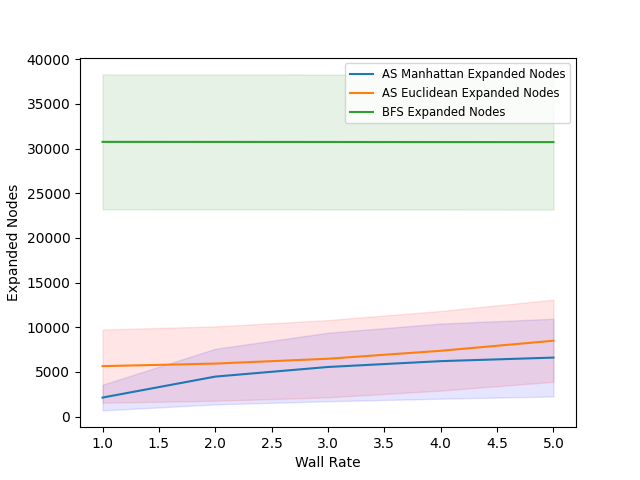 40000
35000
30000
25000
20000
15000
10000
5000
0
Expanded Nodes
AS Manhattan Expanded Nodes
AS Euclidean Expanded Nodes
BFS Expanded Nodes
1.0 1.5 2.0 2.5 3.0 3.5 4.0 4.5 5.0
Wall Rate